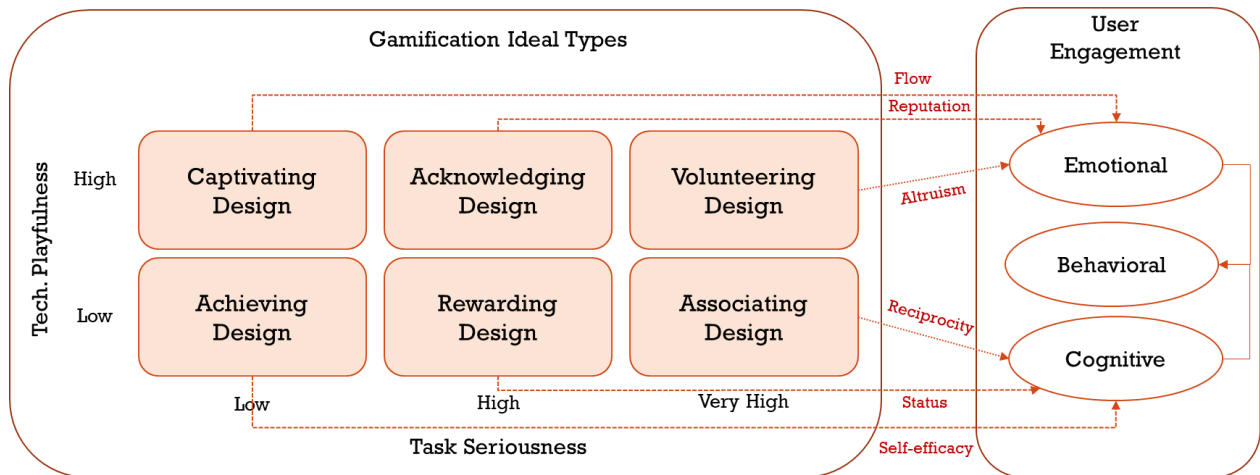 Gamification Ideal Types
User
Engagement
Flow
Reputation
Tech. Playfulness
High
Captivating
Design
Acknowledging
Design
Volunteering
Design
Altruism
Emotional
Behavioral
Low
Achieving
Design
Rewarding
Design
Associating
Design
Reciprocity
Cognitive
Low
High
Very High
Status
Task Seriousness
Self-efficacy